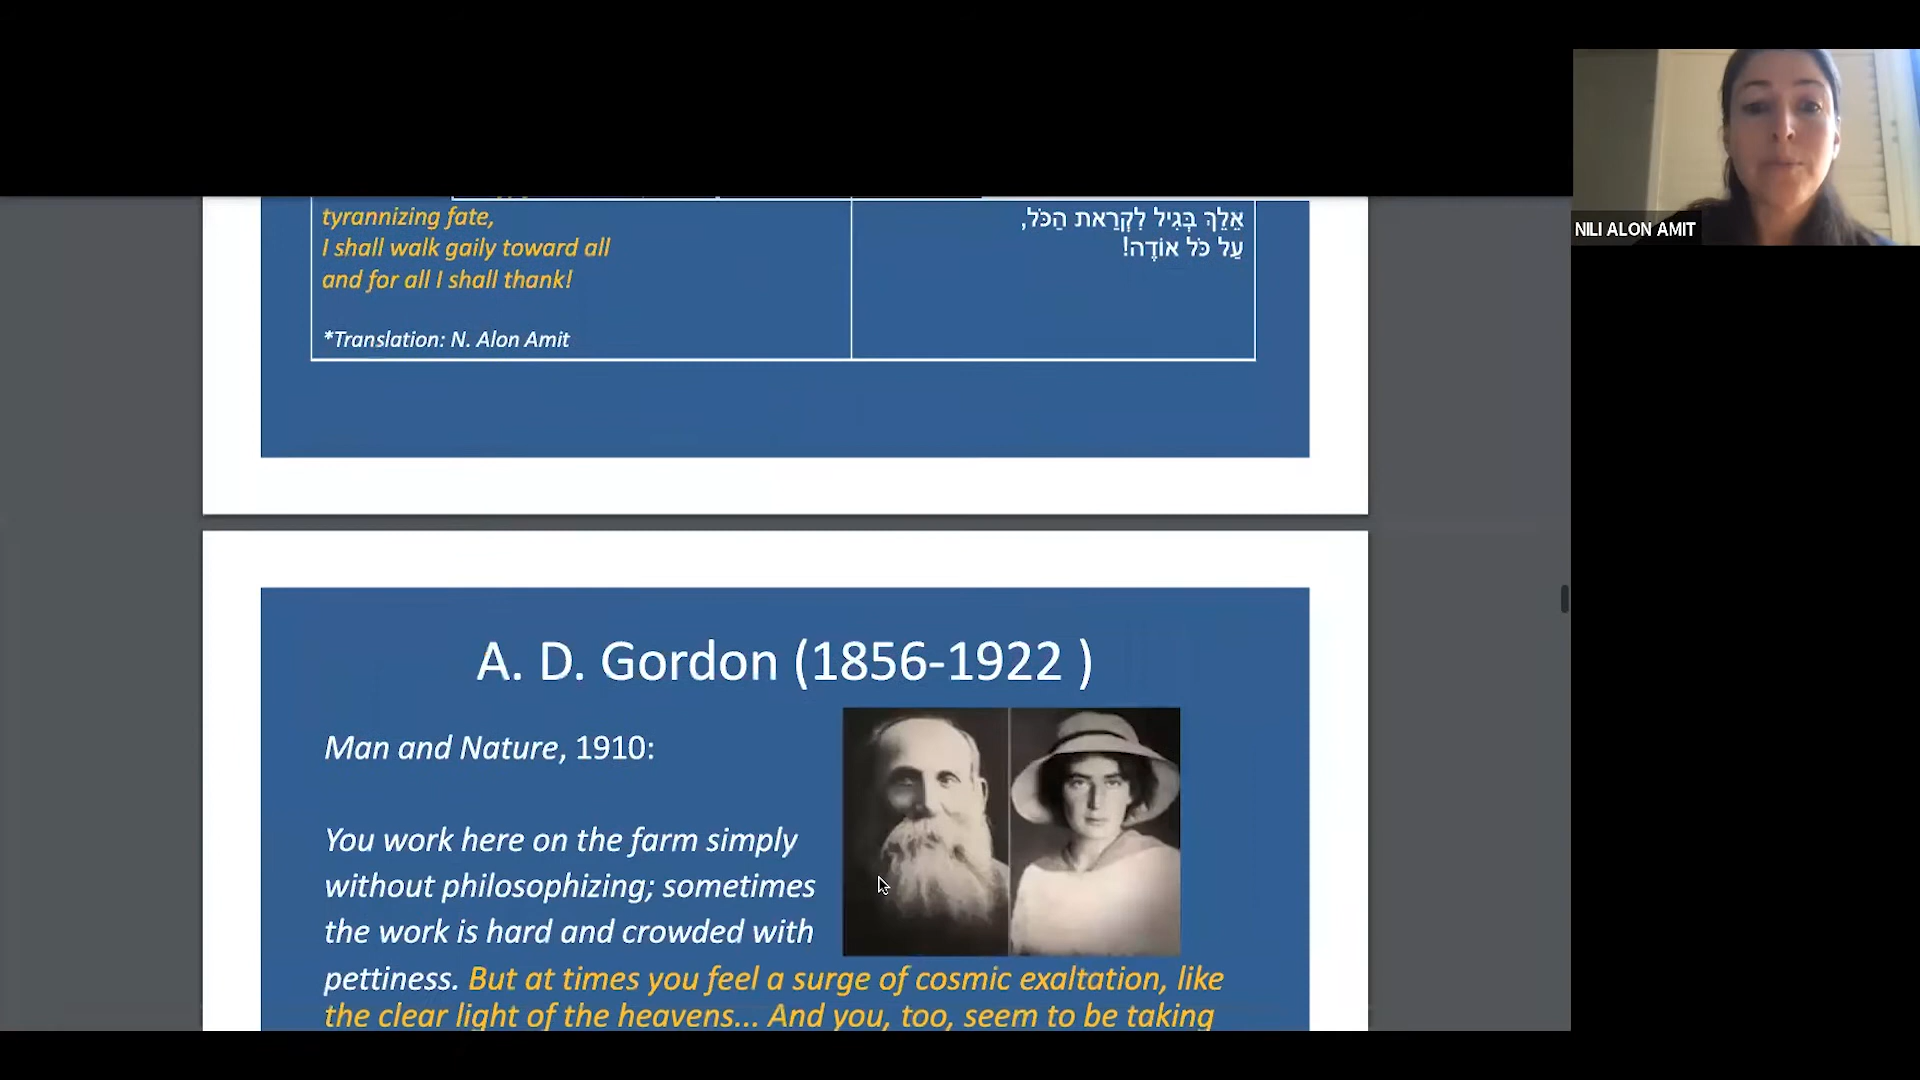 NILI ALON AMIT
tyrannizing fate,
I shall walk gaily toward all
and for all I shall thank!
*Translation: N. Alon Amit
אֵלֵךְ בְּגִיל לִקְרַאת הַכֹּל,
עַל כֹּל אוֹדֶה!
A. D. Gordon (1856-1922 )
Man and Nature, 1910:
You work here on the farm simply
without philosophizing; sometimes
the work is hard and crowded with
pettiness. But at times you feel a surge of cosmic exaltation, like
the clear light of the heavens... And you, too, seem to be taking